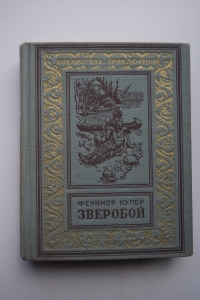 БИБЛИОТЕКА ПРИКЛЮЧЕНИЙ
ФЕНИМОР КУПЕР
ЗВЕРОБОЙ